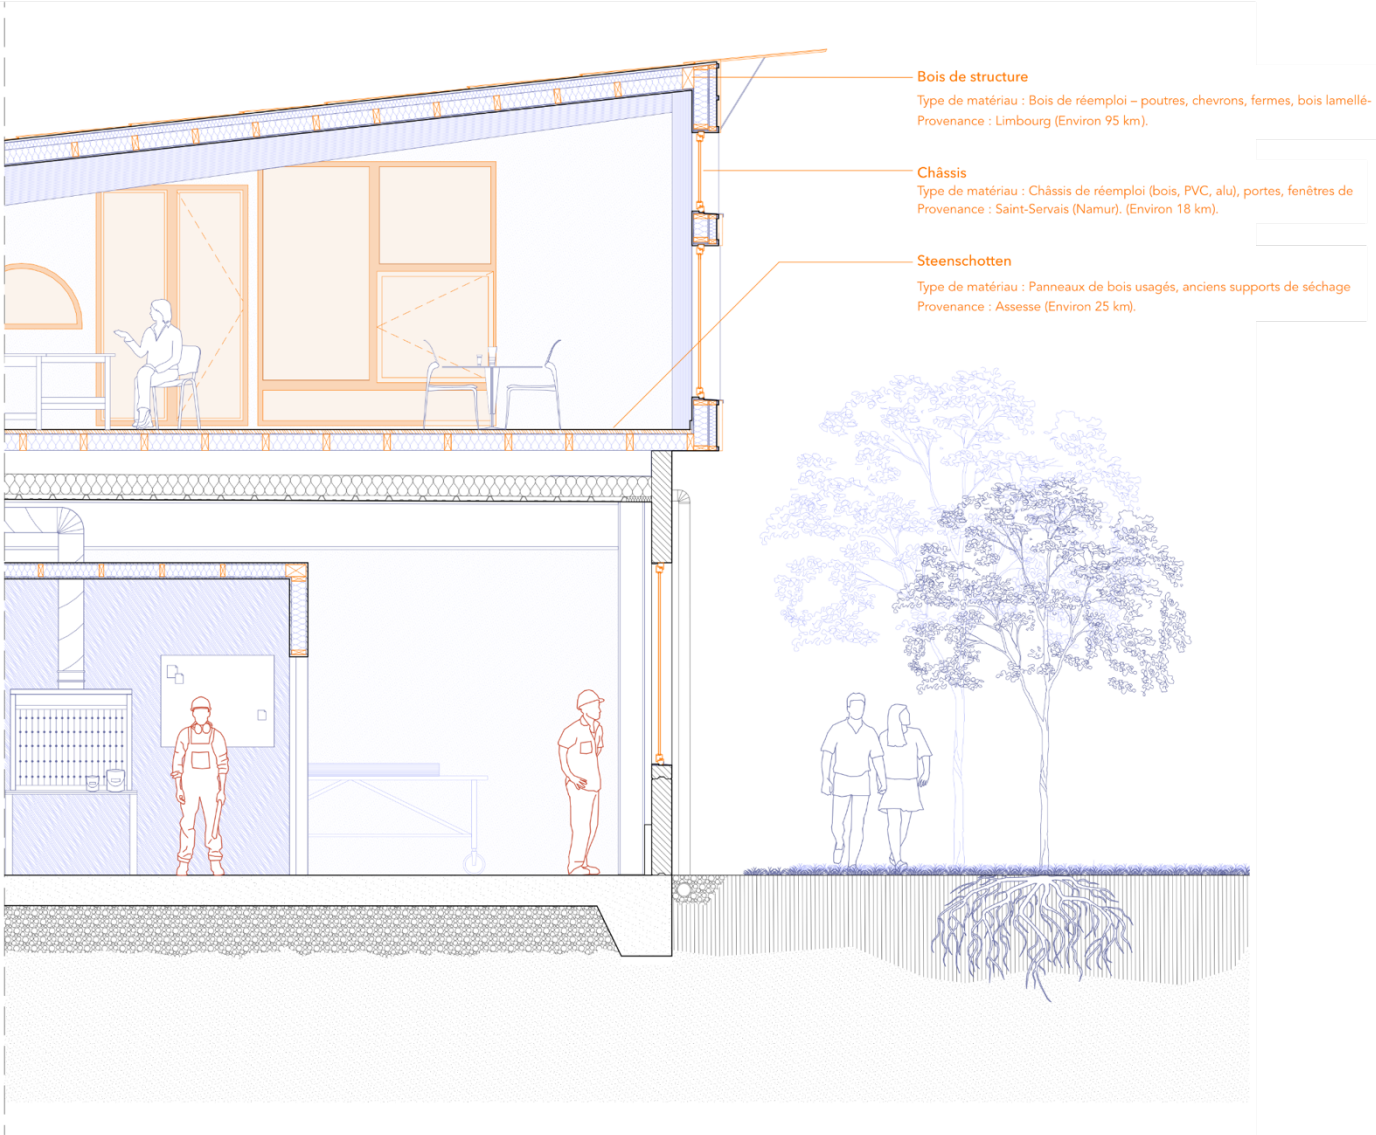 Bois de structure
Type de matériau : Bois de réemploi – poutres, chevrons, fermes, bois lamellé-
Provenance : Limbourg (Environ 95 km).
Châssis
Type de matériau : Châssis de réemploi (bois, PVC, alu), portes, fenêtres de
Provenance : Saint-Servais (Namur). (Environ 18 km).
Steenschotten
Type de matériau : Panneaux de bois usagés, anciens supports de séchage
Provenance : Assesse (Environ 25 km).